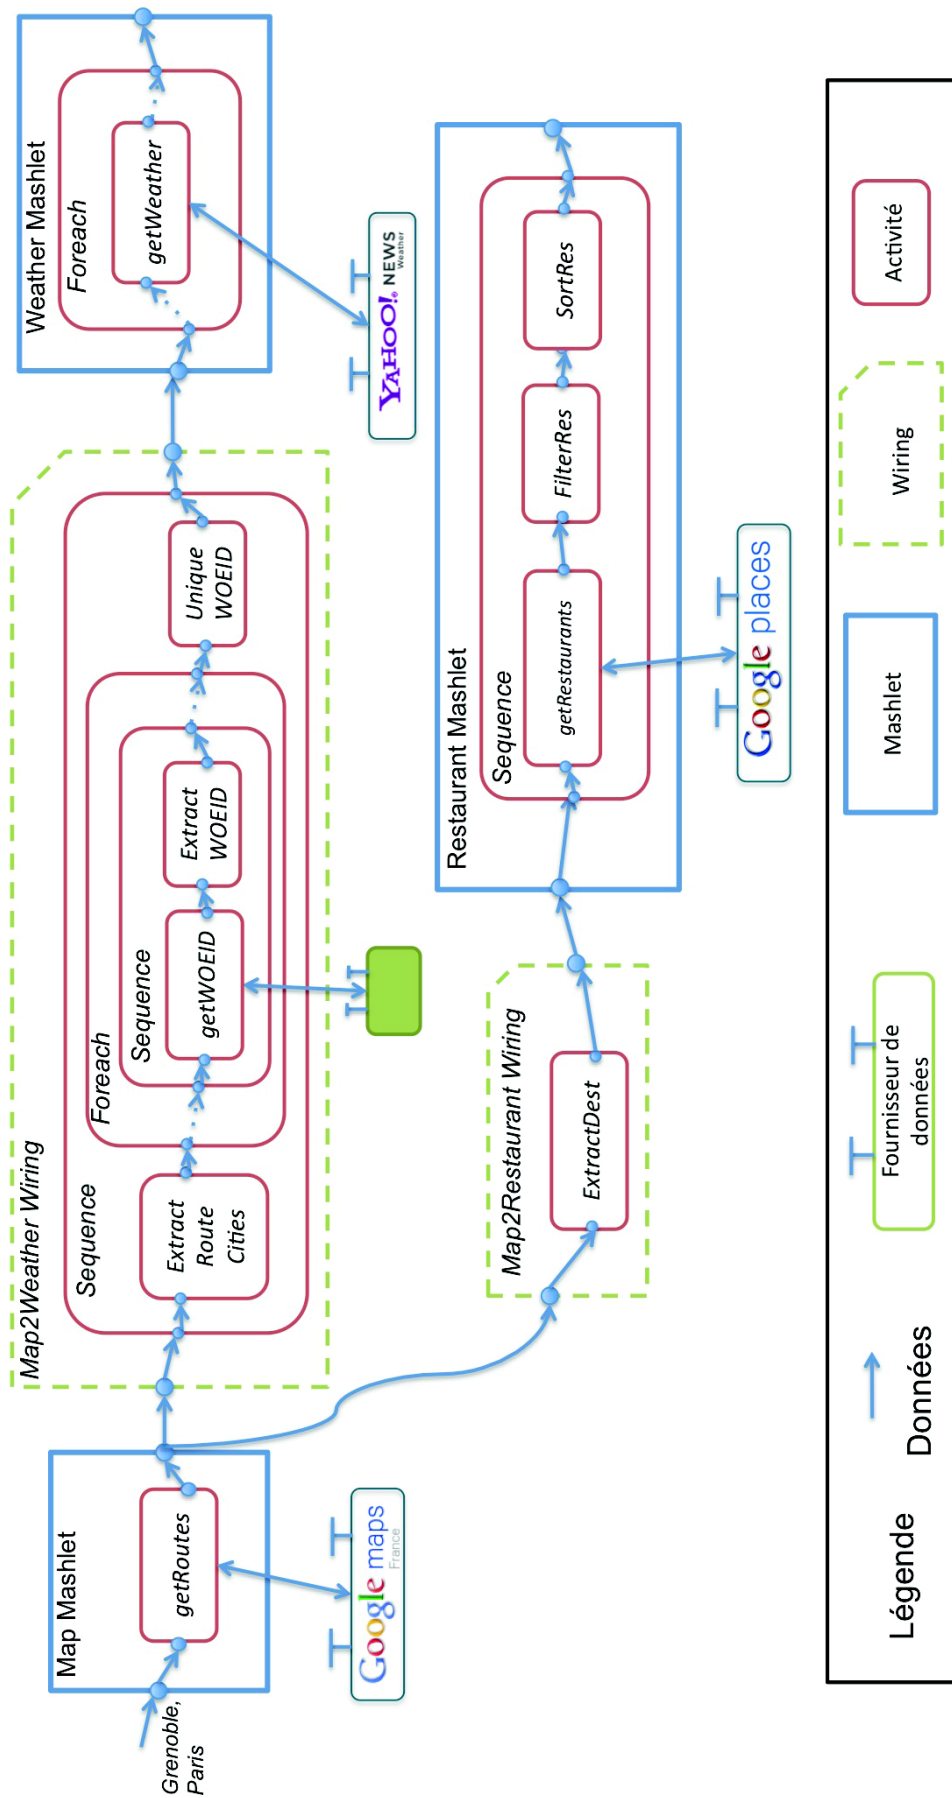 Map Mashlet
getRoutes
Grenoble,
Paris
Google maps
France
Map2Weather Wiring
Sequence
Extract
Route
Cities
Foreach
Sequence
getWOEID
Extract
WOEID
Unique
WOEID
Weather Mashlet
Foreach
getWeather
YAHOO! NEWS
Weather
Map2Restaurant Wiring
ExtractDest
Restaurant Mashlet
Sequence
getRestaurants
FilterRes
SortRes
Google places
Légende
Données
Fournisseur de
données
Mashlet
Wiring
Activité